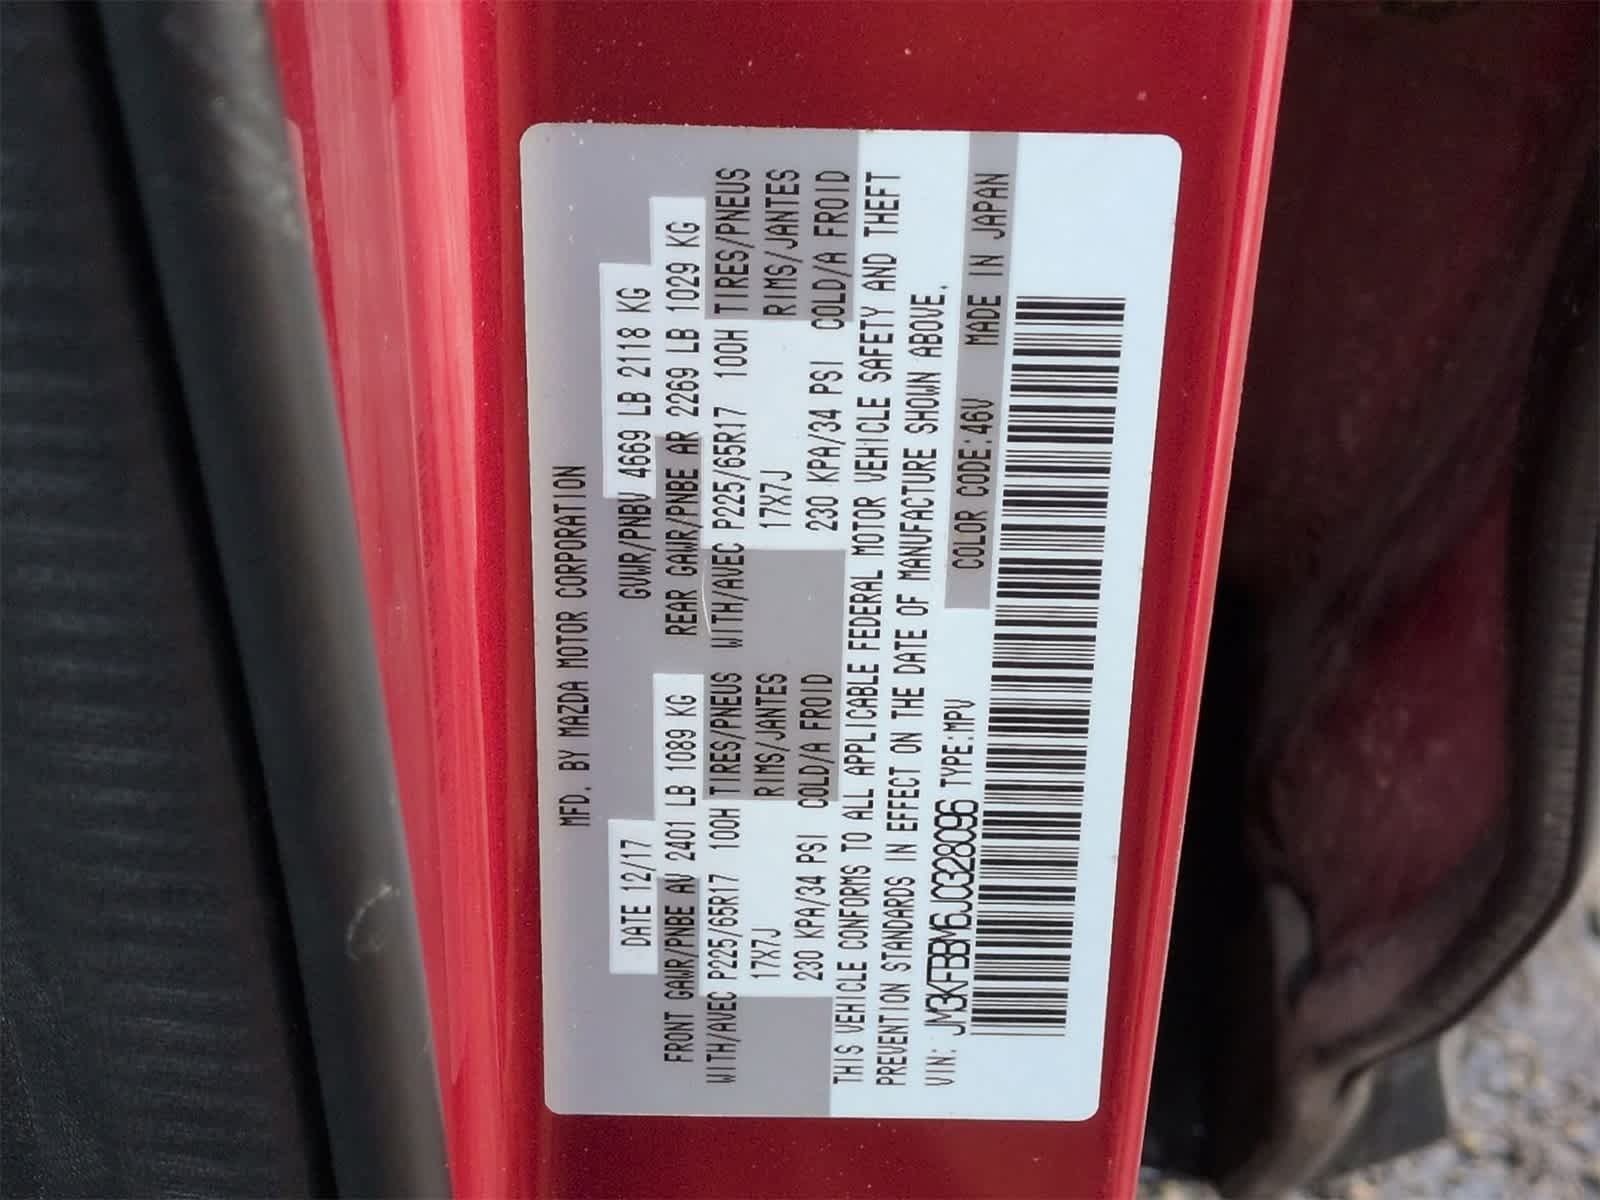 MFD. BY MAZDA MOTOR CORPORATION
DATE 12/17 GVWR/PNBV 4669 LB 2118 KG
FRONT GAWR/PNBE AV 2401 LB 1089 KG REAR GAWR/PNBE AR 2269 LB 1029 KG
WITH/AVEC P225/65R17 100H TIRES/PNEUS WITH/AVEC P225/65R17 100H TIRES/PNEUS
17X7J RIMS/JANTES 17X7J RIMS/JANTES
230 KPA/34 PSI COLD/A FROID 230 KPA/34 PSI COLD/A FROID
THIS VEHICLE CONFORMS TO ALL APPLICABLE FEDERAL MOTOR VEHICLE SAFETY AND THEFT
PREVENTION STANDARDS IN EFFECT ON THE DATE OF MANUFACTURE SHOWN ABOVE.
VIN: JM3KFBBM6J0328096 TYPE:MPV COLOR CODE:46V MADE IN JAPAN